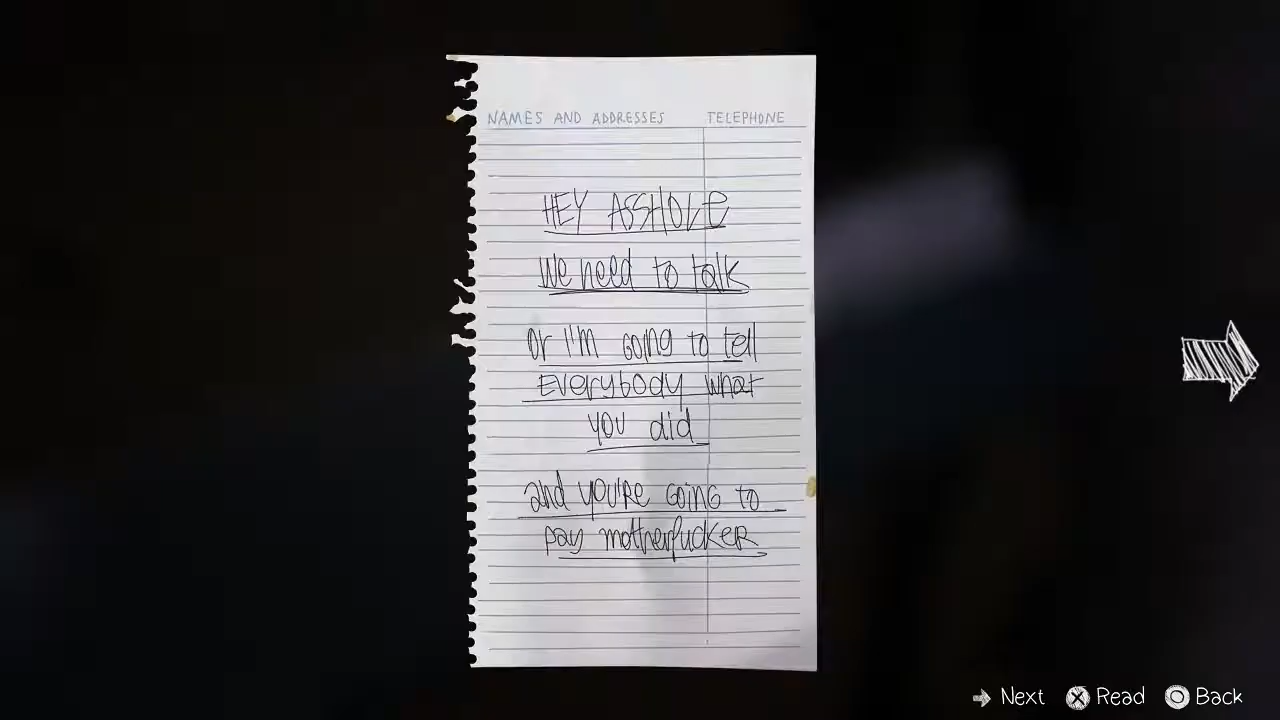 NAMES AND ADDRESSES TELEPHONE
HEY ASSHOLE
We need to talk
Or I'm going to tell
Everybody what
you did
and you're going to
pay motherfucker
Next Read Back